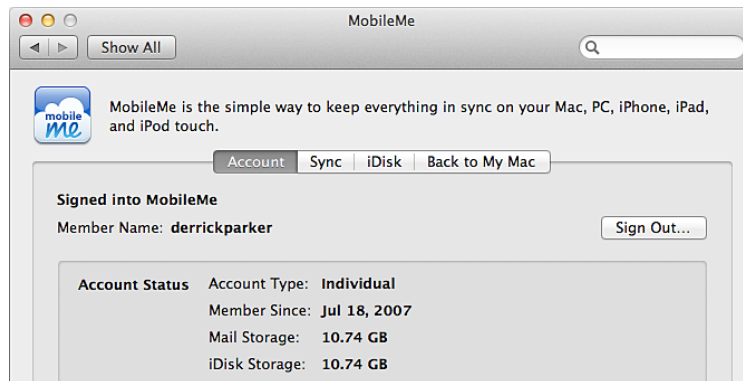 MobileMe
Show All
mobile
me
MobileMe is the simple way to keep everything in sync on your Mac, PC, iPhone, iPad,
and iPod touch.
Account Sync iDisk Back to My Mac
Signed into MobileMe
Member Name: derrickparker Sign Out...
Account Status Account Type: Individual
Member Since: Jul 18, 2007
Mail Storage: 10.74 GB
iDisk Storage: 10.74 GB